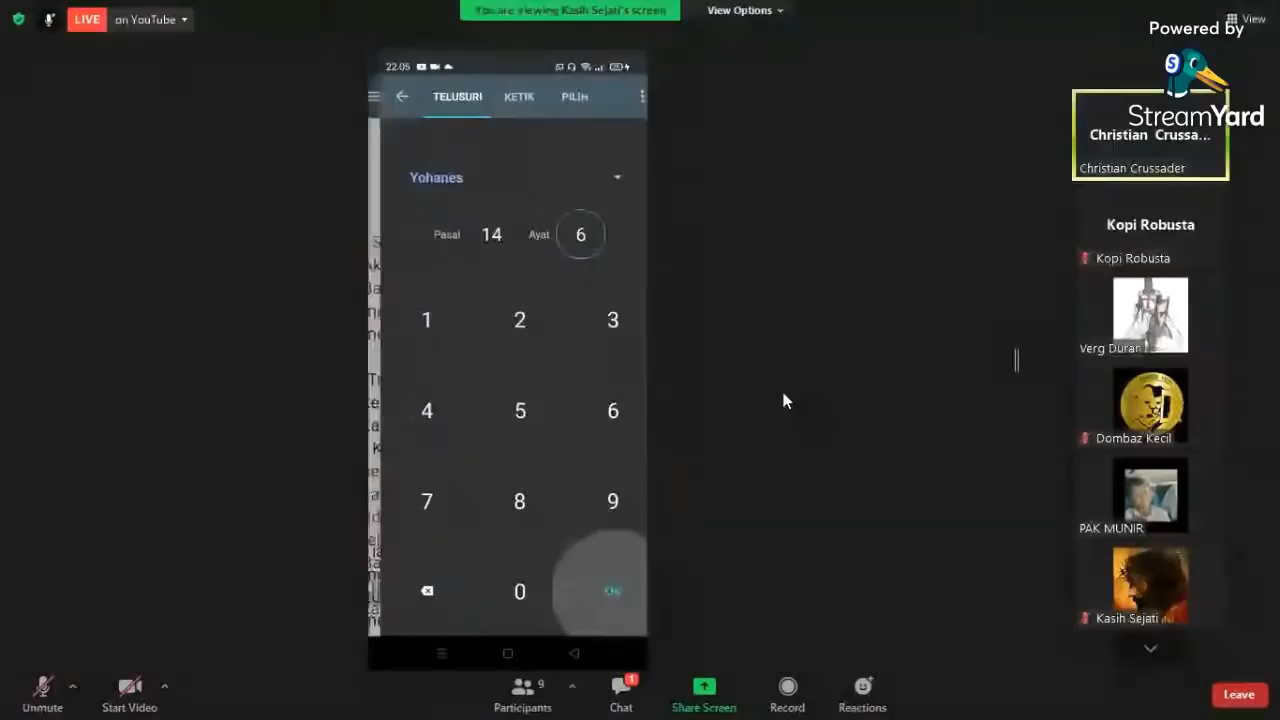 LIVE on YouTube
You are viewing Kasih Sejati's screen
View Options
View
Powered by
StreamYard
22.05
TELUSURI KETIK PILIH
Yohanes
Pasal 14 Ayat 6
1 2 3
4 5 6
7 8 9
0 OK
Christian Crussa...
Christian Crussader
Kopi Robusta
Kopi Robusta
Verg Duran
Dombaz Kecil
PAK MUNIR
Kasih Sejati
Unmute
Start Video
Participants 9
Chat 1
Share Screen
Record
Reactions
Leave